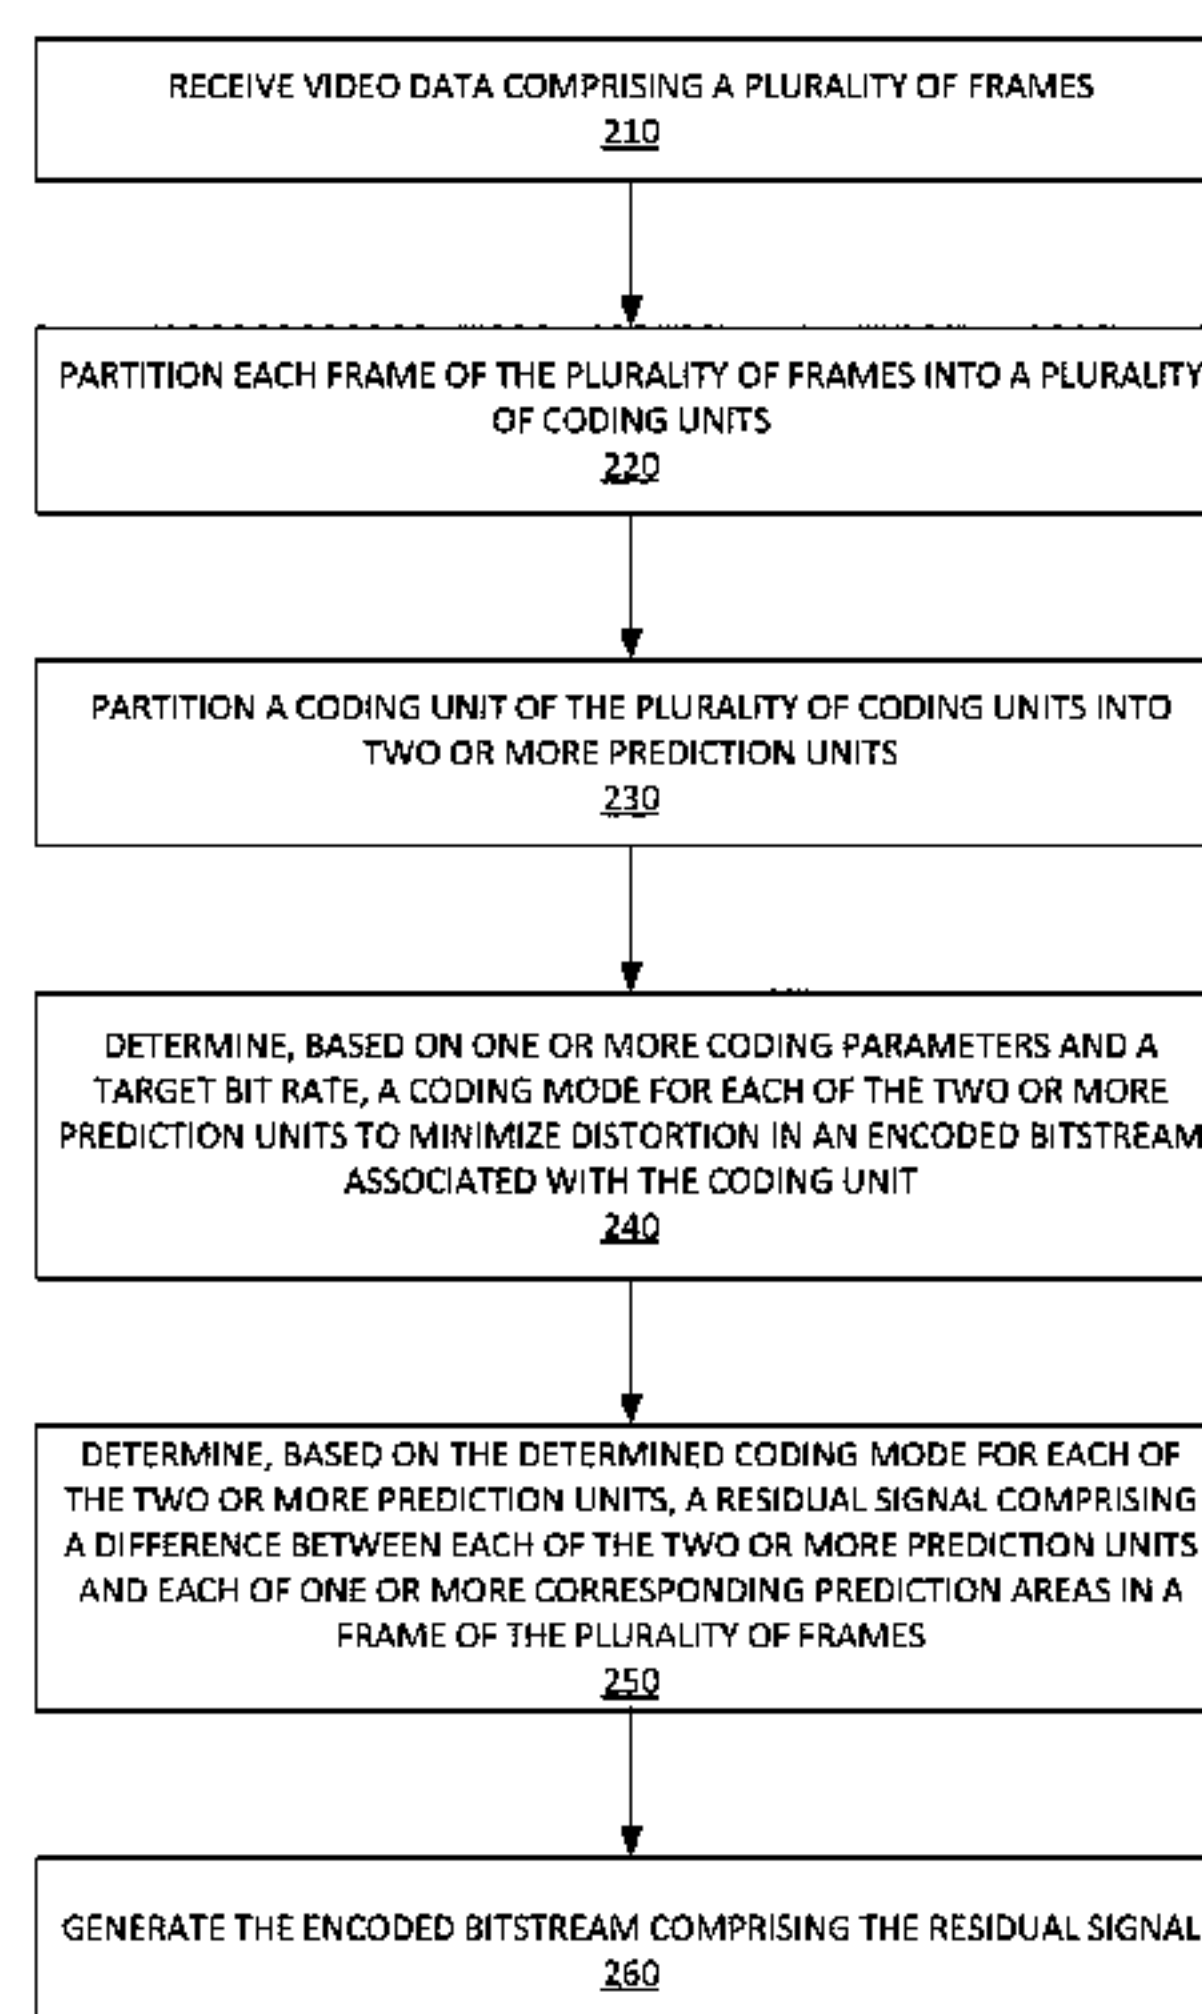 RECEIVE VIDEO DATA COMPRISING A PLURALITY OF FRAMES
210
PARTITION EACH FRAME OF THE PLURALITY OF FRAMES INTO A PLURALITY
OF CODING UNITS
220
PARTITION A CODING UNIT OF THE PLURALITY OF CODING UNITS INTO
TWO OR MORE PREDICTION UNITS
230
DETERMINE, BASED ON ONE OR MORE CODING PARAMETERS AND A
TARGET BIT RATE, A CODING MODE FOR EACH OF THE TWO OR MORE
PREDICTION UNITS TO MINIMIZE DISTORTION IN AN ENCODED BITSTREAM
ASSOCIATED WITH THE CODING UNIT
240
DETERMINE, BASED ON THE DETERMINED CODING MODE FOR EACH OF
THE TWO OR MORE PREDICTION UNITS, A RESIDUAL SIGNAL COMPRISING
A DIFFERENCE BETWEEN EACH OF THE TWO OR MORE PREDICTION UNITS
AND EACH OF ONE OR MORE CORRESPONDING PREDICTION AREAS IN A
FRAME OF THE PLURALITY OF FRAMES
250
GENERATE THE ENCODED BITSTREAM COMPRISING THE RESIDUAL SIGNAL
260